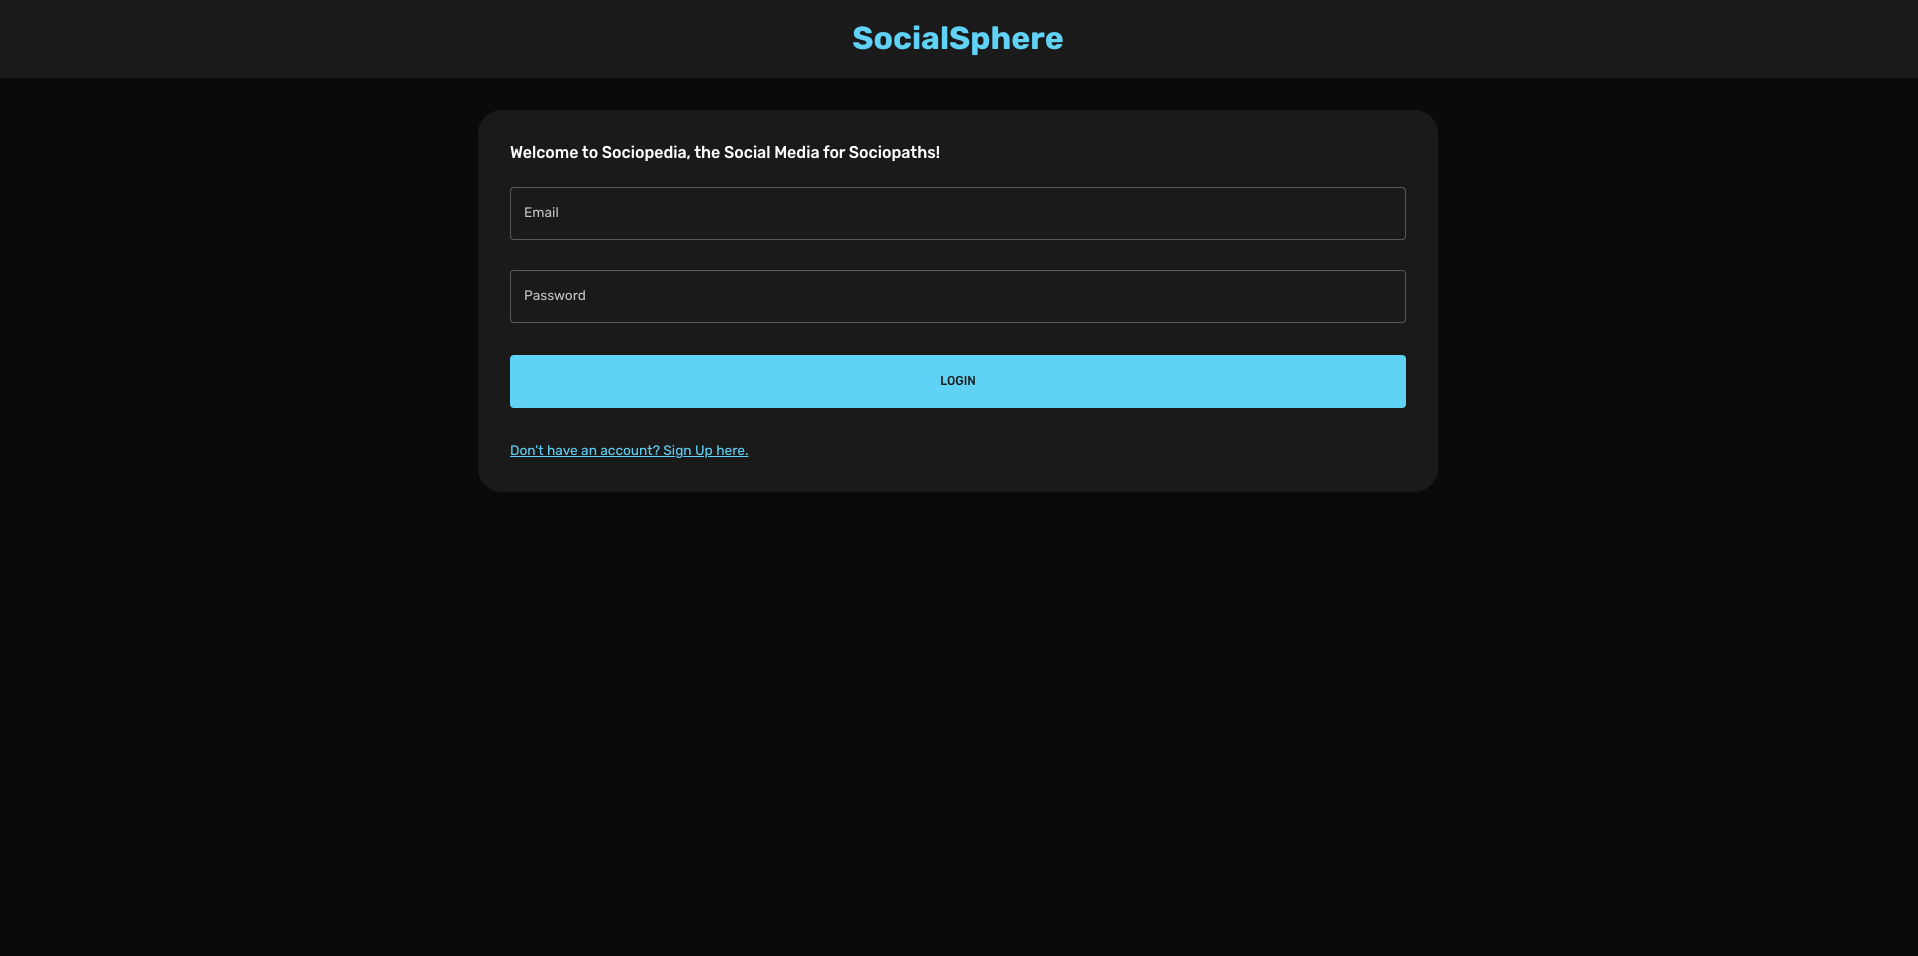 SocialSphere
Welcome to Sociopedia, the Social Media for Sociopaths!
Email
Password
LOGIN
Don't have an account? Sign Up here.